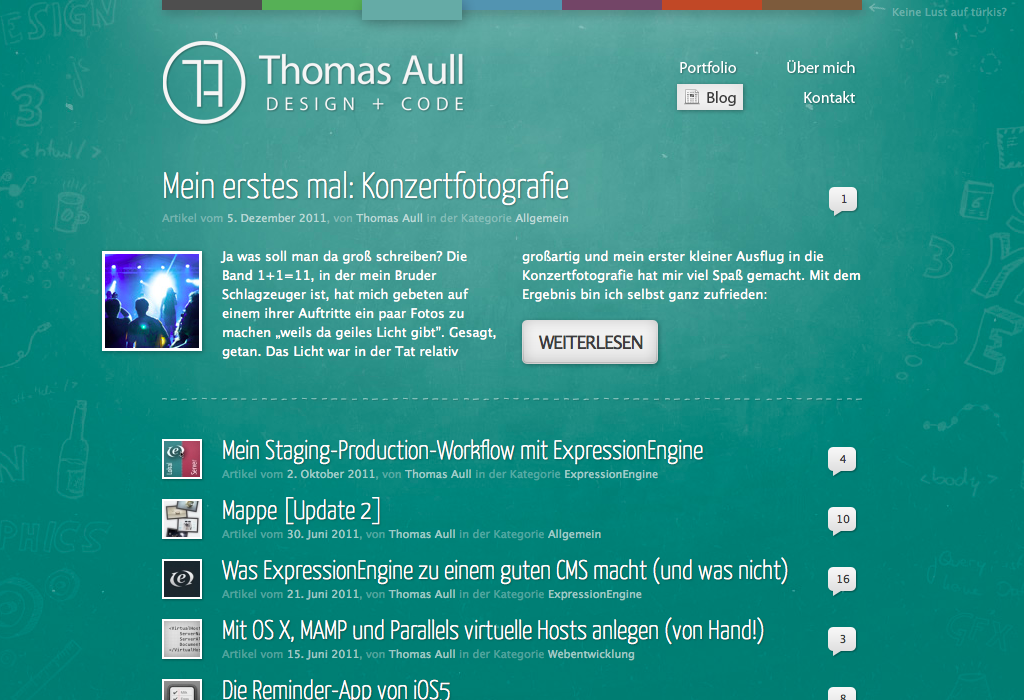 Keine Lust auf türkis?
Thomas Aull
DESIGN + CODE
Portfolio
Über mich
Blog
Kontakt
Mein erstes mal: Konzertfotografie
1
Artikel vom 5. Dezember 2011, von Thomas Aull in der Kategorie Allgemein
Ja was soll man da groß schreiben? Die
Band 1+1=11, in der mein Bruder
Schlagzeuger ist, hat mich gebeten auf
einem ihrer Auftritte ein paar Fotos zu
machen „weils da geiles Licht gibt“. Gesagt,
getan. Das Licht war in der Tat relativ
großartig und mein erster kleiner Ausflug in die
Konzertfotografie hat mir viel Spaß gemacht. Mit dem
Ergebnis bin ich selbst ganz zufrieden:
WEITERLESEN
Mein Staging-Production-Workflow mit ExpressionEngine
4
Artikel vom 2. Oktober 2011, von Thomas Aull in der Kategorie ExpressionEngine
Mappe [Update 2]
10
Artikel vom 30. Juni 2011, von Thomas Aull in der Kategorie Allgemein
Was ExpressionEngine zu einem guten CMS macht (und was nicht)
16
Artikel vom 21. Juni 2011, von Thomas Aull in der Kategorie ExpressionEngine
Mit OS X, MAMP und Parallels virtuelle Hosts anlegen (von Hand!)
3
Artikel vom 15. Juni 2011, von Thomas Aull in der Kategorie Webentwicklung
Die Reminder-App von iOS5
8
DESIGN
3
<html/>
PHICS
<body/>